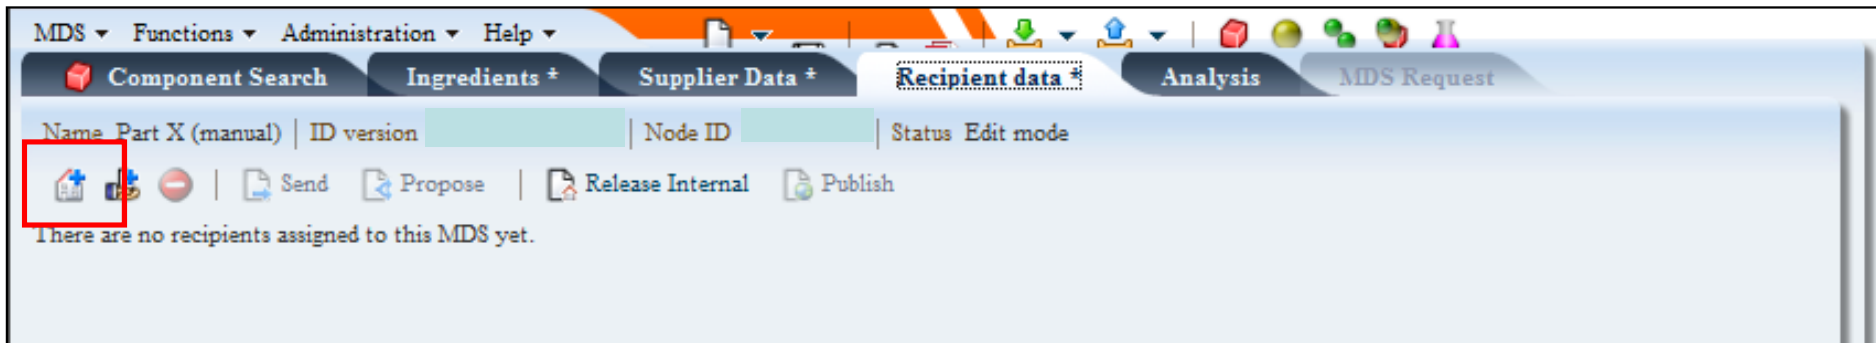 MDS Functions Administration Help
Component Search Ingredients * Supplier Data * Recipient data * Analysis MDS Request
Name Part X (manual) | ID version | Node ID | Status Edit mode
Send Propose | Release Internal Publish
There are no recipients assigned to this MDS yet.